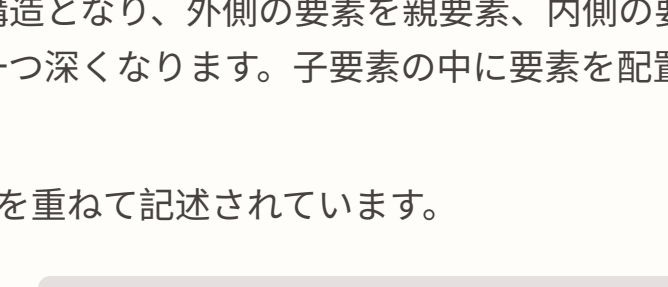 構造となり、外側の要素を親要素、内側の要
一つ深くなります。子要素の中に要素を配置
を重ねて記述されています。